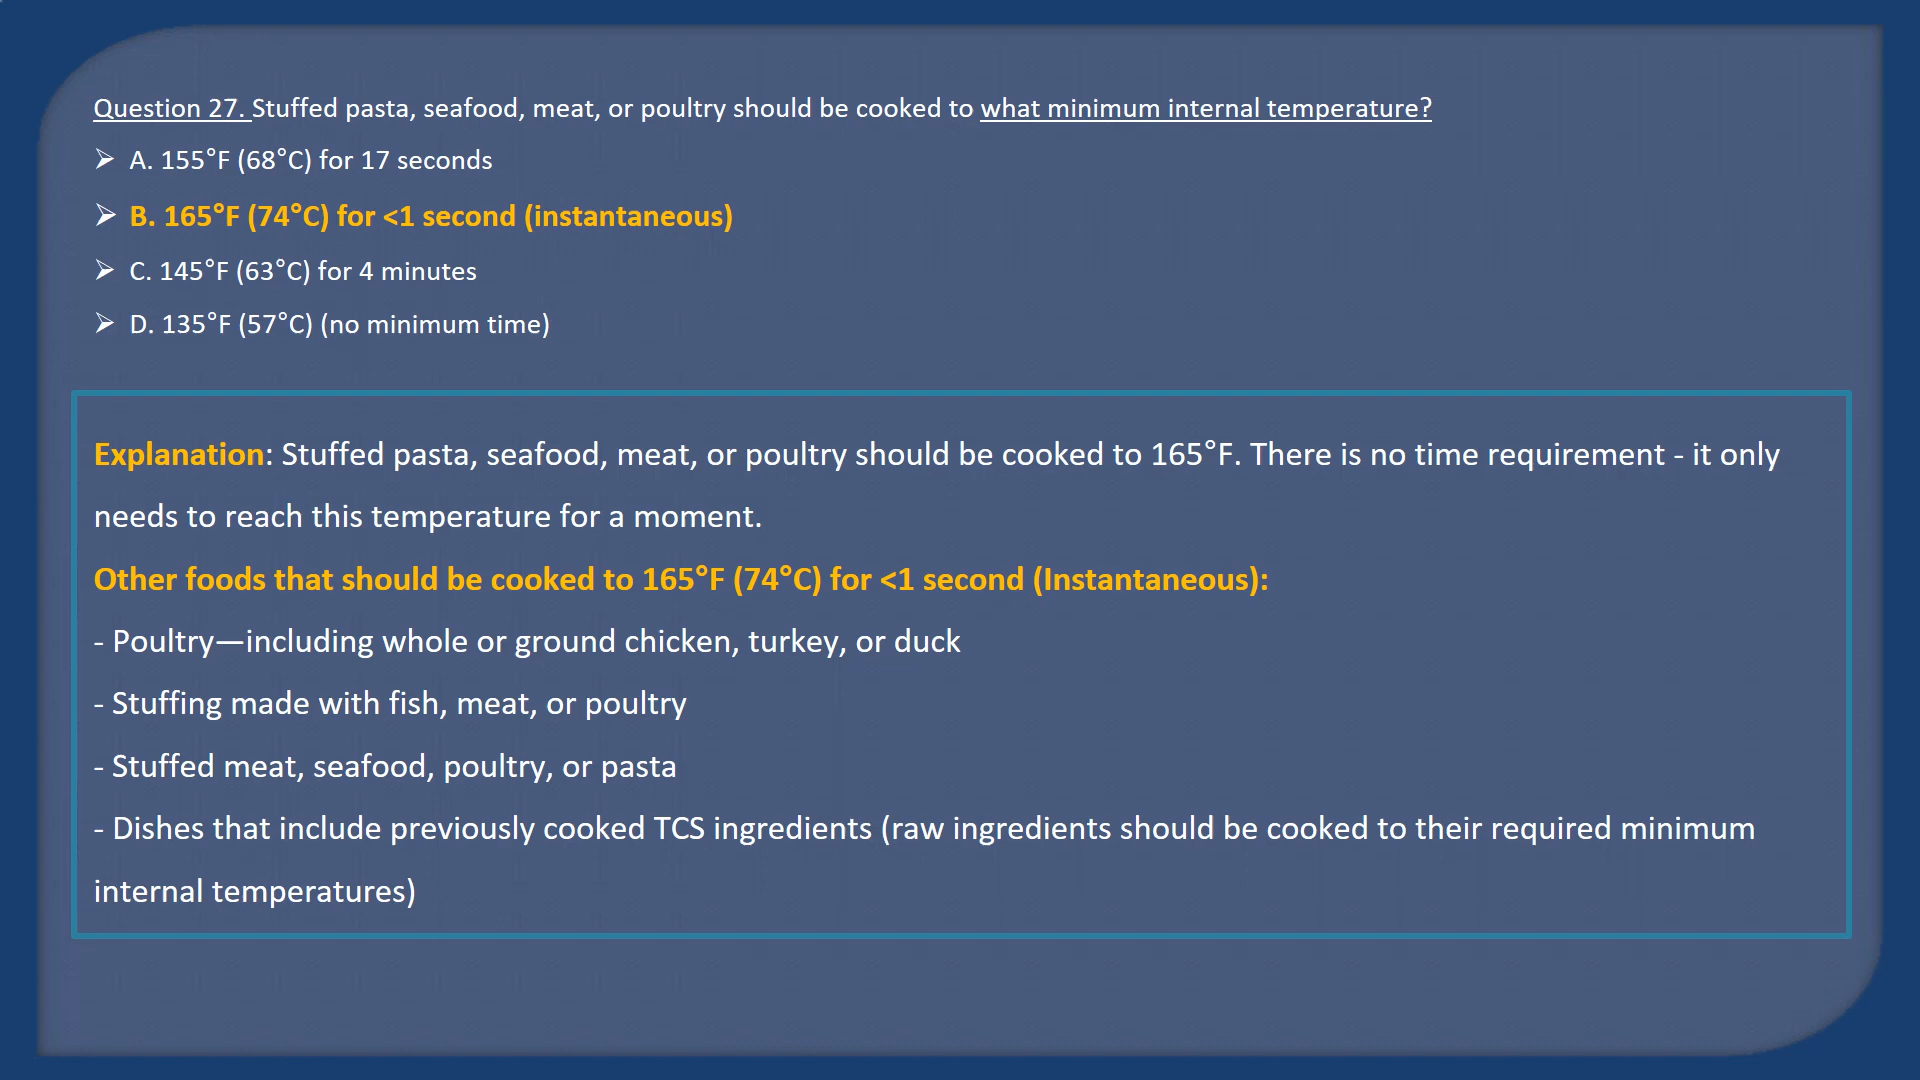 Question 27. Stuffed pasta, seafood, meat, or poultry should be cooked to what minimum internal temperature?
➢ A. 155°F (68°C) for 17 seconds
➢ B. 165°F (74°C) for <1 second (instantaneous)
➢ C. 145°F (63°C) for 4 minutes
➢ D. 135°F (57°C) (no minimum time)
Explanation: Stuffed pasta, seafood, meat, or poultry should be cooked to 165°F. There is no time requirement - it only
needs to reach this temperature for a moment.
Other foods that should be cooked to 165°F (74°C) for <1 second (Instantaneous):
- Poultry—including whole or ground chicken, turkey, or duck
- Stuffing made with fish, meat, or poultry
- Stuffed meat, seafood, poultry, or pasta
- Dishes that include previously cooked TCS ingredients (raw ingredients should be cooked to their required minimum
internal temperatures)